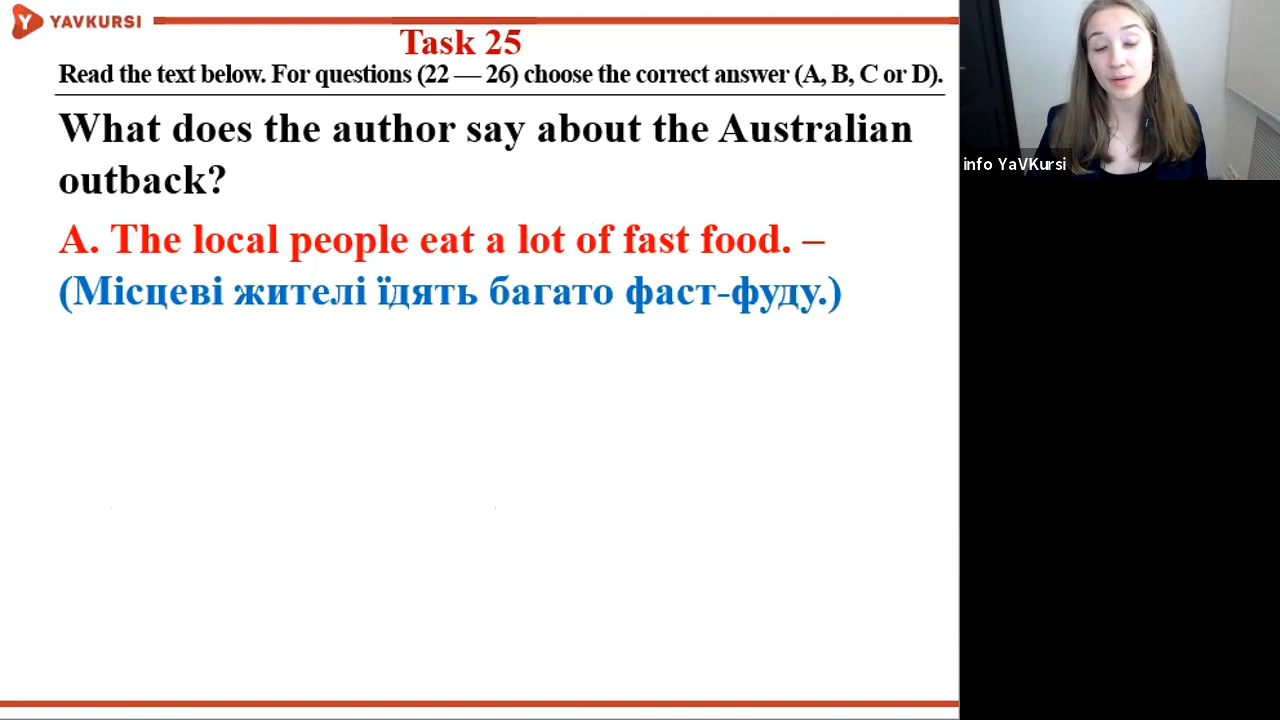 YAVKURSI
Task 25
Read the text below. For questions (22 — 26) choose the correct answer (A, B, C or D).
What does the author say about the Australian
outback?
A. The local people eat a lot of fast food. –
(Місцеві жителі їдять багато фаст-фуду.)
info YaVKursi